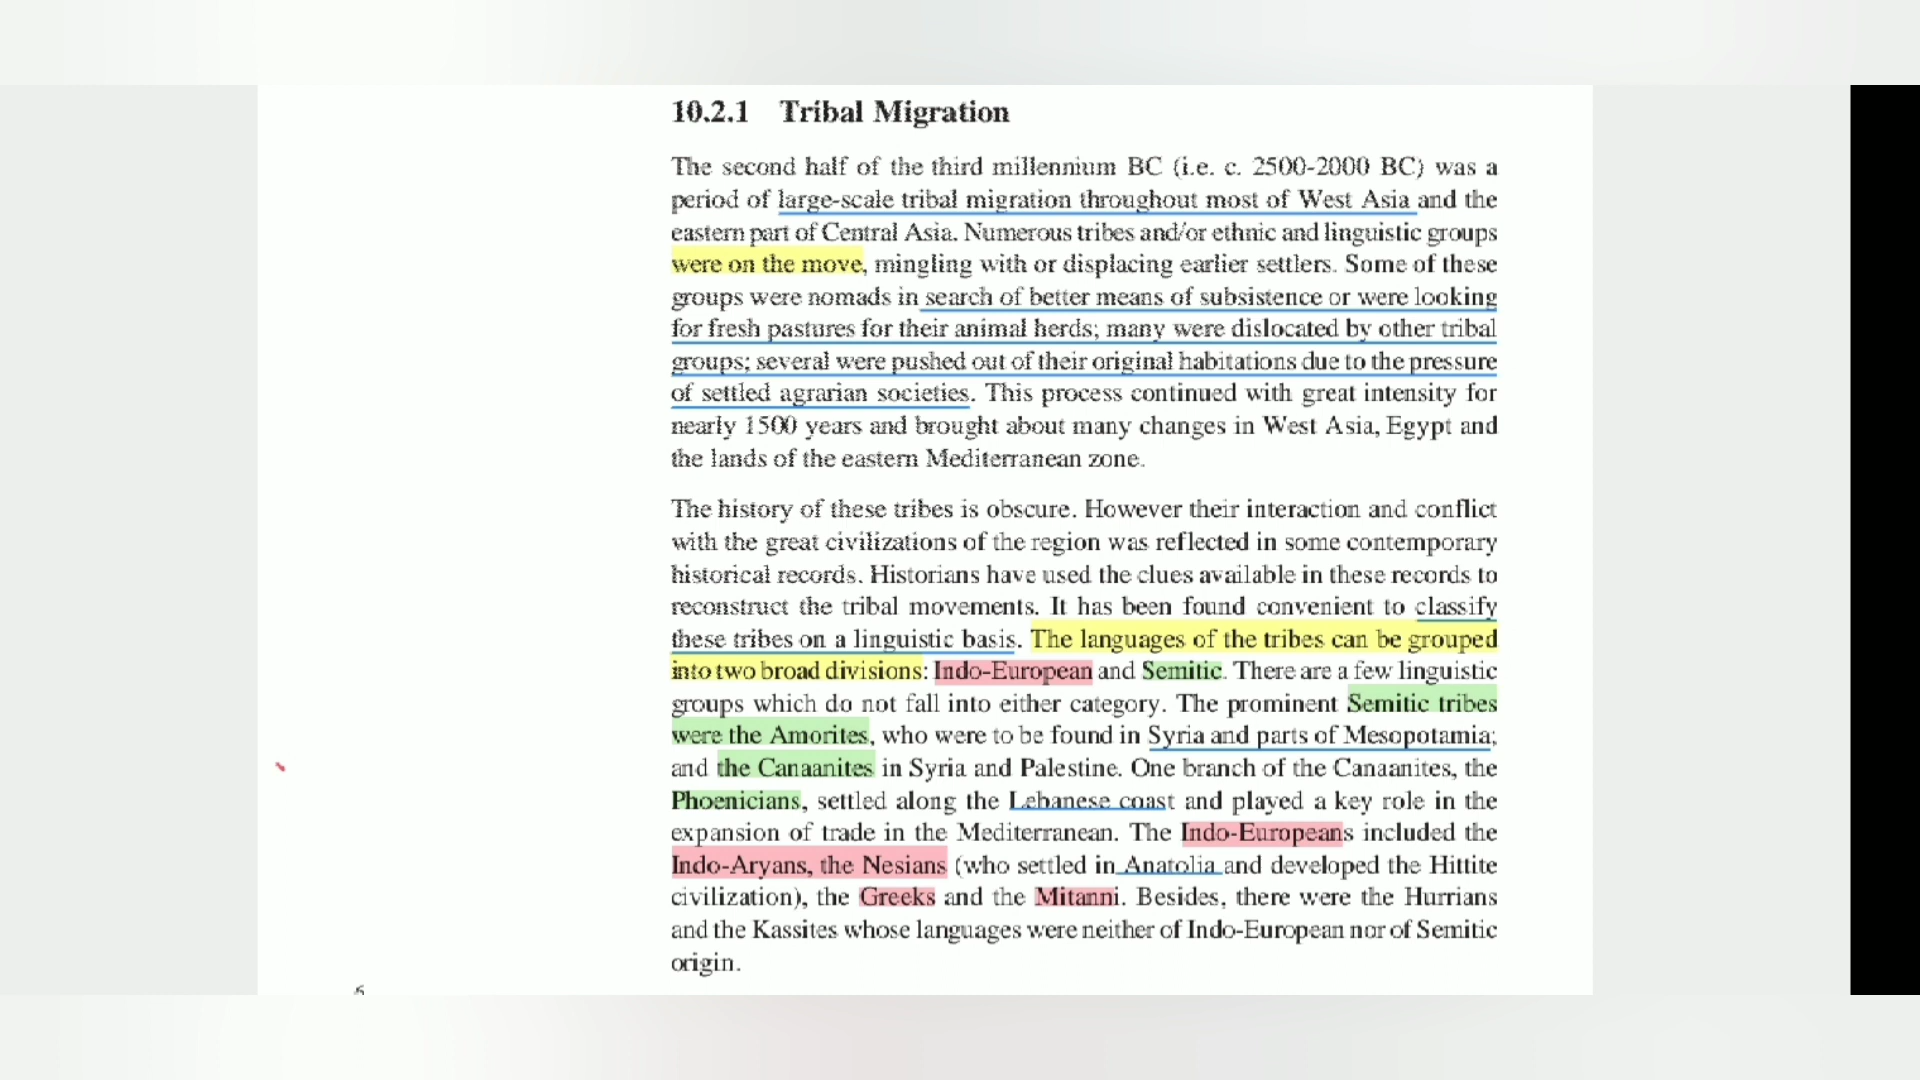 10.2.1 Tribal Migration
The second half of the third millennium BC (i.e. c. 2500-2000 BC) was a
period of large-scale tribal migration throughout most of West Asia and the
eastern part of Central Asia. Numerous tribes and/or ethnic and linguistic groups
were on the move, mingling with or displacing earlier settlers. Some of these
groups were nomads in search of better means of subsistence or were looking
for fresh pastures for their animal herds; many were dislocated by other tribal
groups; several were pushed out of their original habitations due to the pressure
of settled agrarian societies. This process continued with great intensity for
nearly 1500 years and brought about many changes in West Asia, Egypt and
the lands of the eastern Mediterranean zone.
The history of these tribes is obscure. However their interaction and conflict
with the great civilizations of the region was reflected in some contemporary
historical records. Historians have used the clues available in these records to
reconstruct the tribal movements. It has been found convenient to classify
these tribes on a linguistic basis. The languages of the tribes can be grouped
into two broad divisions: Indo-European and Semitic. There are a few linguistic
groups which do not fall into either category. The prominent Semitic tribes
were the Amorites, who were to be found in Syria and parts of Mesopotamia;
and the Canaanites in Syria and Palestine. One branch of the Canaanites, the
Phoenicians, settled along the Lebanese coast and played a key role in the
expansion of trade in the Mediterranean. The Indo-Europeans included the
Indo-Aryans, the Nesians (who settled in Anatolia and developed the Hittite
civilization), the Greeks and the Mitanni. Besides, there were the Hurrians
and the Kassites whose languages were neither of Indo-European nor of Semitic
origin.